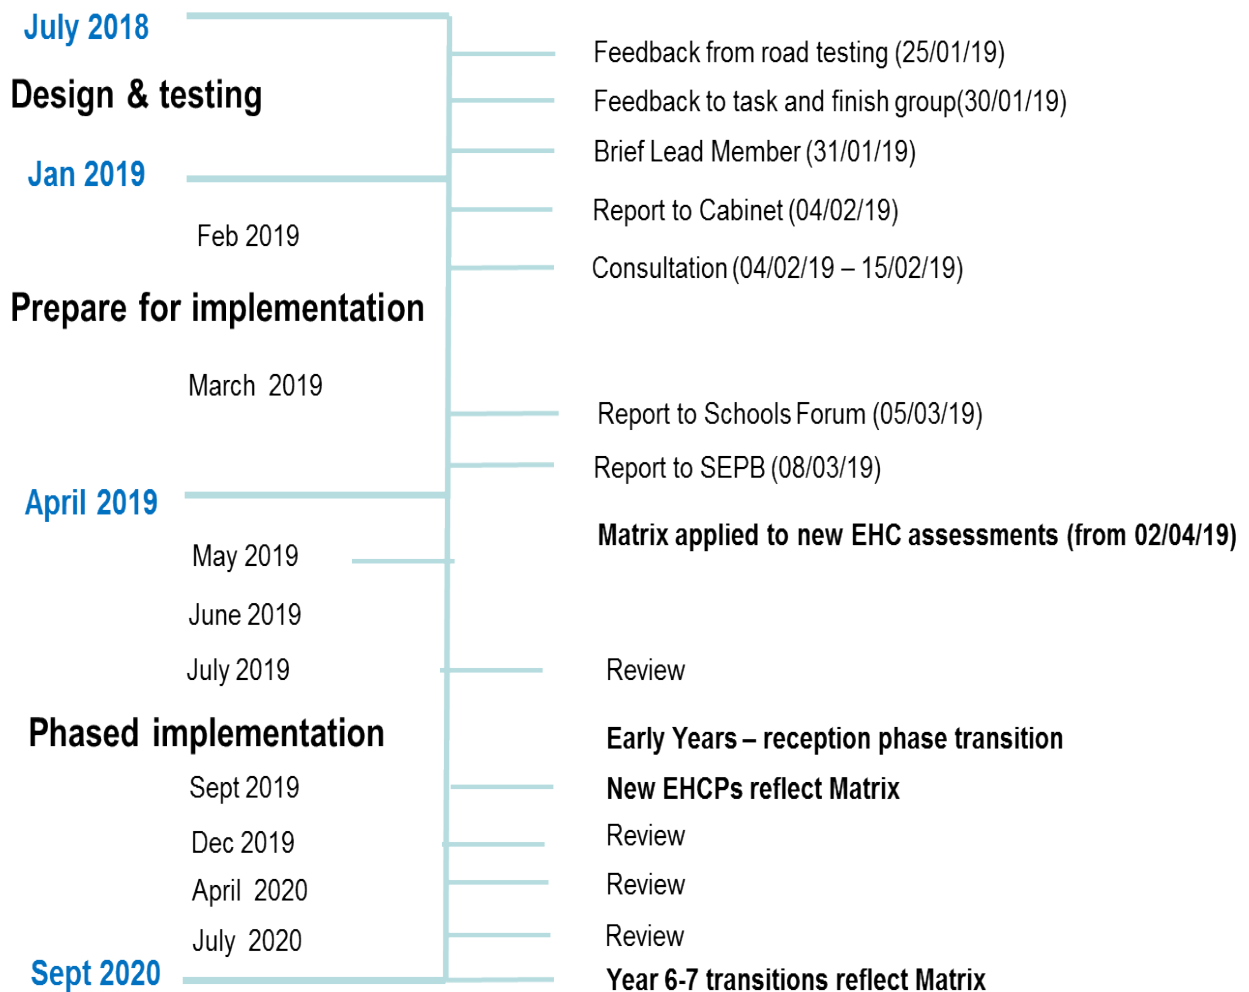 July 2018
Feedback from road testing (25/01/19)
Design & testing
Feedback to task and finish group(30/01/19)
Brief Lead Member (31/01/19)
Jan 2019
Report to Cabinet (04/02/19)
Feb 2019
Consultation (04/02/19 – 15/02/19)
Prepare for implementation
March 2019
Report to Schools Forum (05/03/19)
Report to SEPB (08/03/19)
April 2019
Matrix applied to new EHC assessments (from 02/04/19)
May 2019
June 2019
July 2019
Review
Phased implementation
Early Years – reception phase transition
Sept 2019
New EHCPs reflect Matrix
Dec 2019
Review
April 2020
Review
July 2020
Review
Sept 2020
Year 6-7 transitions reflect Matrix